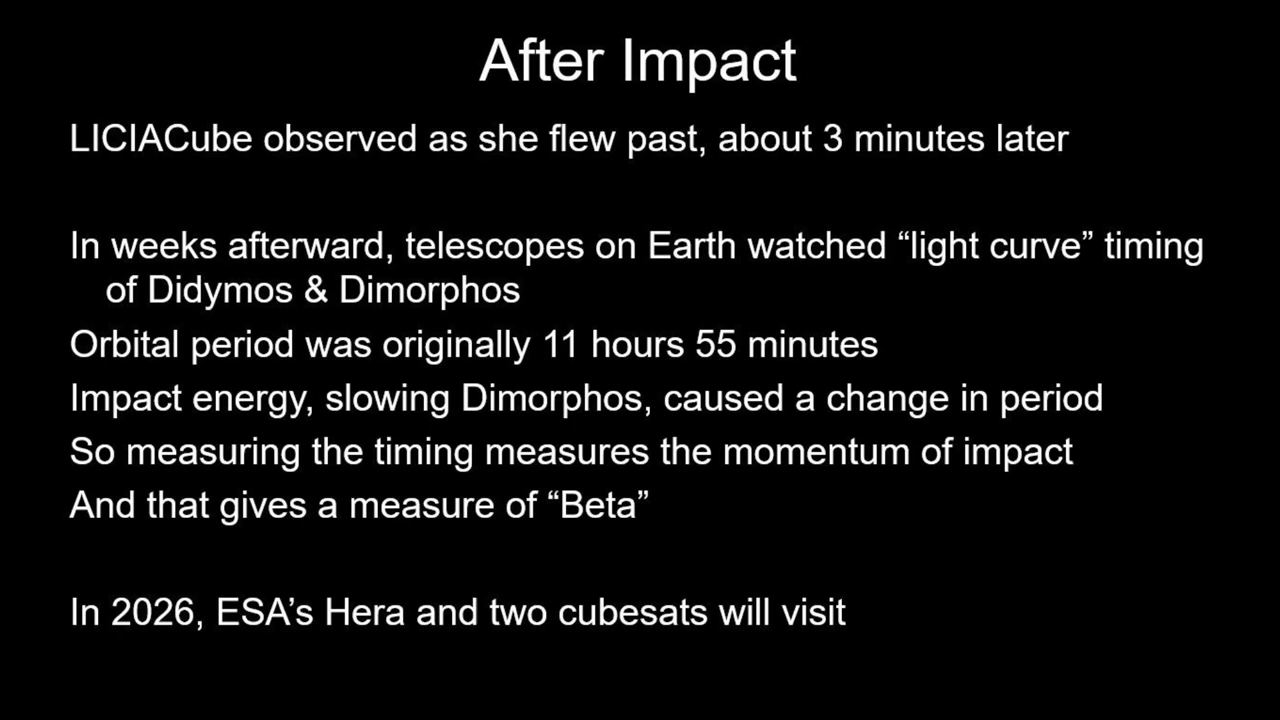 After Impact
LICIACube observed as she flew past, about 3 minutes later
In weeks afterward, telescopes on Earth watched “light curve” timing
of Didymos & Dimorphos
Orbital period was originally 11 hours 55 minutes
Impact energy, slowing Dimorphos, caused a change in period
So measuring the timing measures the momentum of impact
And that gives a measure of “Beta”
In 2026, ESA’s Hera and two cubesats will visit